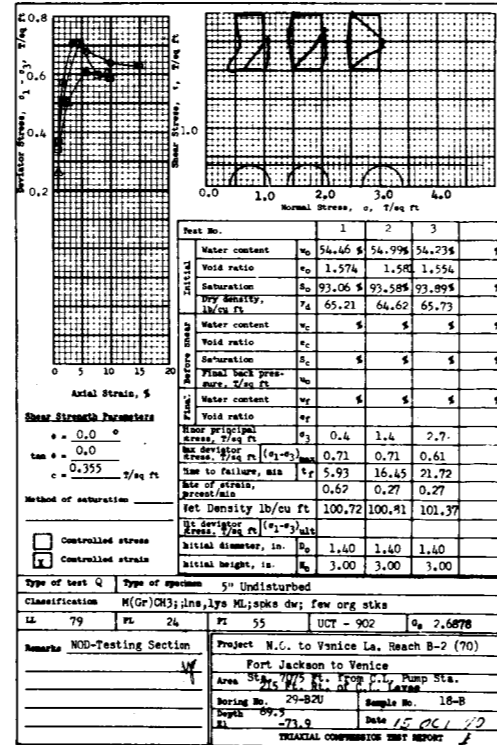 Deviator Stress, σ₁ - σ₃, T/sq ft
0.8
0.6
0.4
0.2
0 5 10 15 20
Axial Strain, %
Shear Stress, τ, T/sq ft
1.0
0.0 1.0 2.0 3.0 4.0
Normal Stress, σ, T/sq ft
Shear Strength Parameters
φ = 0.0 °
tan φ = 0.0
c = 0.355 T/sq ft
Method of saturation
Controlled stress
x Controlled strain
Test No. 1 2 3
Initial
Water content w₀ 54.46 % 54.99% 54.23% %
Void ratio e₀ 1.574 1.581 1.554
Saturation S₀ 93.06 % 93.58% 93.89% %
Dry density, lb/cu ft γd 65.21 64.62 65.73
Before Shear
Water content wc % % % %
Void ratio ec
Saturation Sc % % % %
Final back pressure, T/sq ft u₀
Final
Water content wf % % % %
Void ratio ef
Minor principal stress, T/sq ft σ₃ 0.4 1.4 2.7
Max deviator stress, T/sq ft (σ₁-σ₃)max 0.71 0.71 0.61
Time to failure, min tf 5.93 16.45 21.72
Rate of strain, percent/min 0.62 0.27 0.27
Wet Density lb/cu ft 100.72 100.81 101.37
Ult deviator stress, T/sq ft (σ₁-σ₃)ult
Initial diameter, in. D₀ 1.40 1.40 1.40
Initial height, in. H₀ 3.00 3.00 3.00
Type of test Q Type of specimen 5" Undisturbed
Classification M(Gr)CH3;;lns,lys ML;spks dw; few org stks
LL 79 PL 24 PI 55 UCT - 902 Gs 2.6878
Remarks NOD-Testing Section
Project N.O. to Venice La. Reach B-2 (70)
Fort Jackson to Venice
Area Sta. 7075 Ft. from C.L. Pump Sta.
215 Ft. Rt. of C.L. Levee
Boring No. 29-B2U Sample No. 18-B
Depth 69.5
El -73.9 Date 15 Oct 70
TRIAXIAL COMPRESSION TEST REPORT